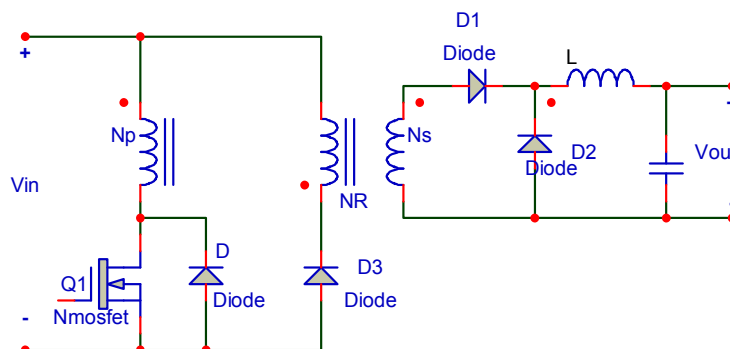 D1
Diode
L
+
Np
Ns
D2
Diode
Vou
Vin
NR
D
D3
Q1
Diode
Diode
-
Nmosfet